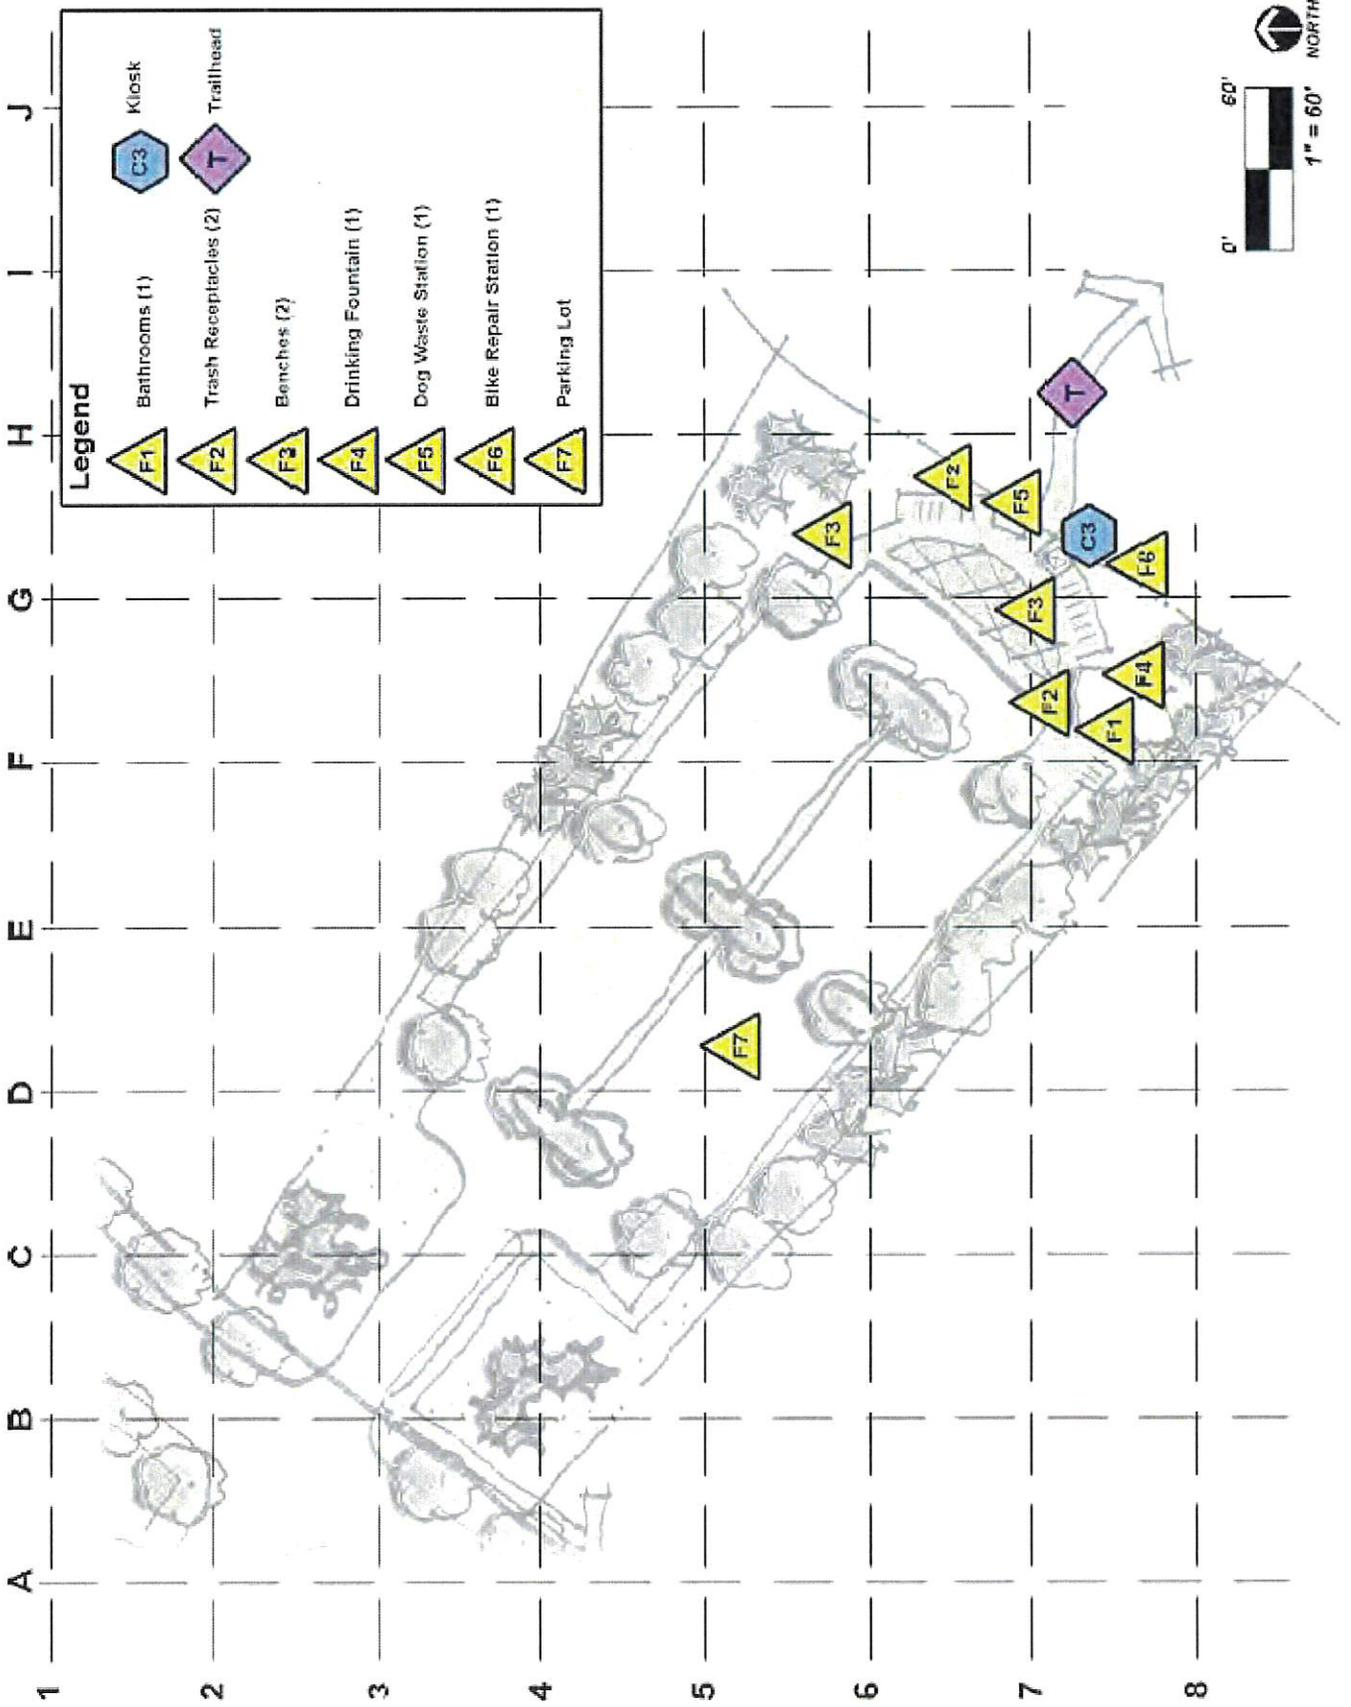 Legend
F1 Bathrooms (1)
F2 Trash Receptacles (2)
F3 Benches (2)
F4 Drinking Fountain (1)
F5 Dog Waste Station (1)
F6 Bike Repair Station (1)
F7 Parking Lot
C3 Kiosk
T Trailhead
A B C D E F G H I J
1
2
3
4
5
6
7
8
F3
F2
F5
C3
F6
F3
F4
F2
F1
F7
T
0' 60'
1" = 60'
NORTH